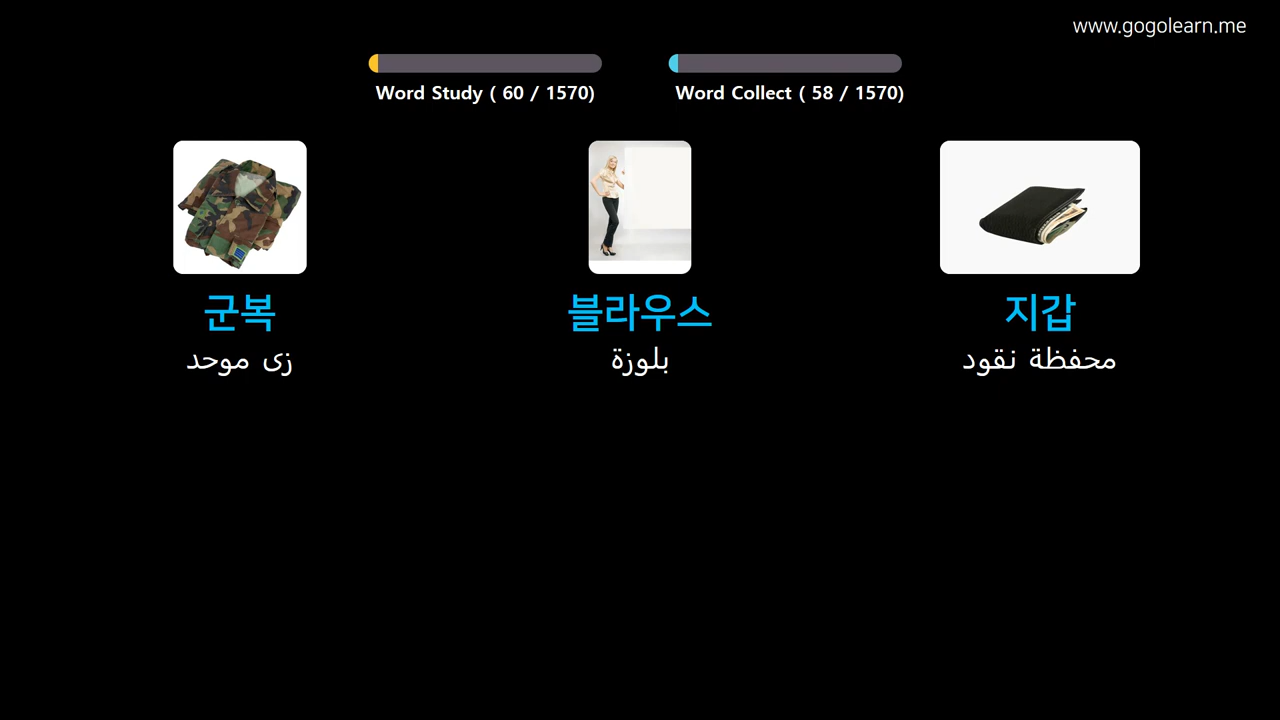 www.gogolearn.me
Word Study ( 60 / 1570)
Word Collect ( 58 / 1570)
군복
블라우스
지갑
زى موحد
بلوزة
محفظة نقود